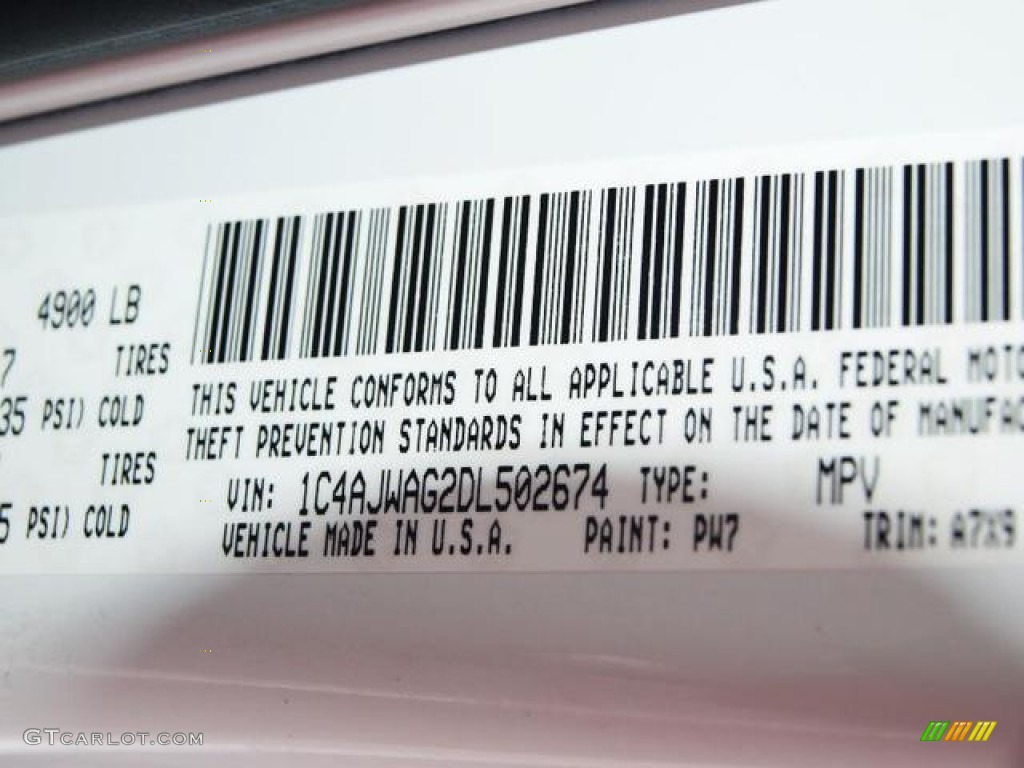 4900 LB
7 TIRES
35 PSI) COLD
TIRES
5 PSI) COLD
THIS VEHICLE CONFORMS TO ALL APPLICABLE U.S.A. FEDERAL MOTO
THEFT PREVENTION STANDARDS IN EFFECT ON THE DATE OF MANUFAC
VIN: 1C4AJWAG2DL502674 TYPE: MPV
VEHICLE MADE IN U.S.A. PAINT: PW7 TRIM: A7X9
GTCARLOT.COM